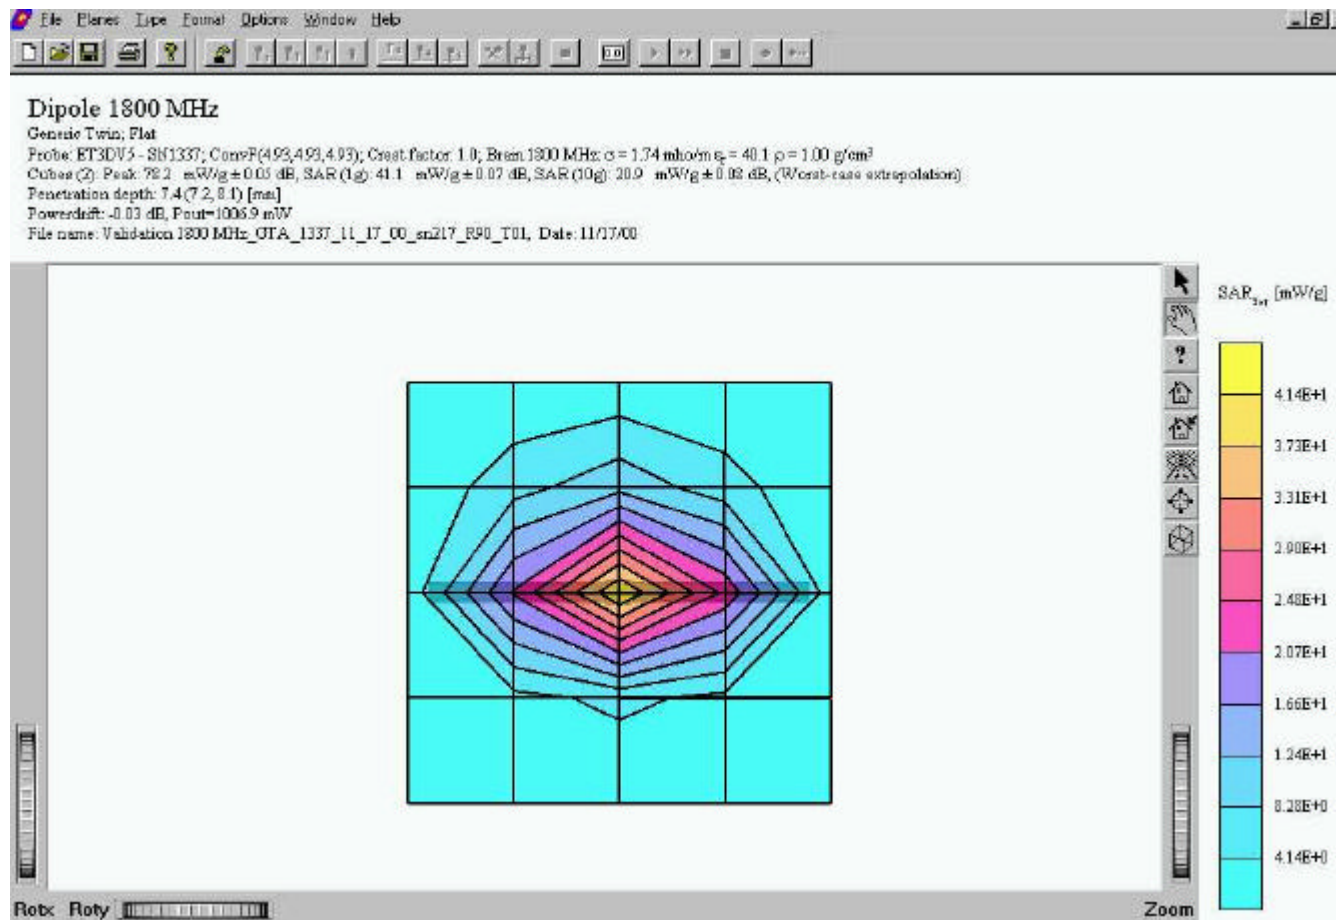 File Planes Type Format Options Window Help
Dipole 1800 MHz
Generic Twin; Flat
Probe: ET3DV5 - SN1337; ConvF(4.93,4.93,4.93); Crest factor: 1.0; Brain 1800 MHz: σ = 1.74 mho/m εr = 40.1 ρ = 1.00 g/cm³
Cubes (2): Peak: 78.2 mW/g ± 0.05 dB, SAR (1g): 41.1 mW/g ± 0.07 dB, SAR (10g): 20.9 mW/g ± 0.08 dB, (Worst-case extrapolation)
Penetration depth: 7.4 (7.2, 8.1) [mm]
Powerdrift: -0.03 dB, Pout=1006.9 mW
File name: Validation 1800 MHz_GTA_1337_11_17_00_sn217_R90_T01, Date: 11/17/00
SAR [mW/g]
4.14E+1
3.73E+1
3.31E+1
2.90E+1
2.48E+1
2.07E+1
1.66E+1
1.24E+1
8.28E+0
4.14E+0
Rotx Roty
Zoom